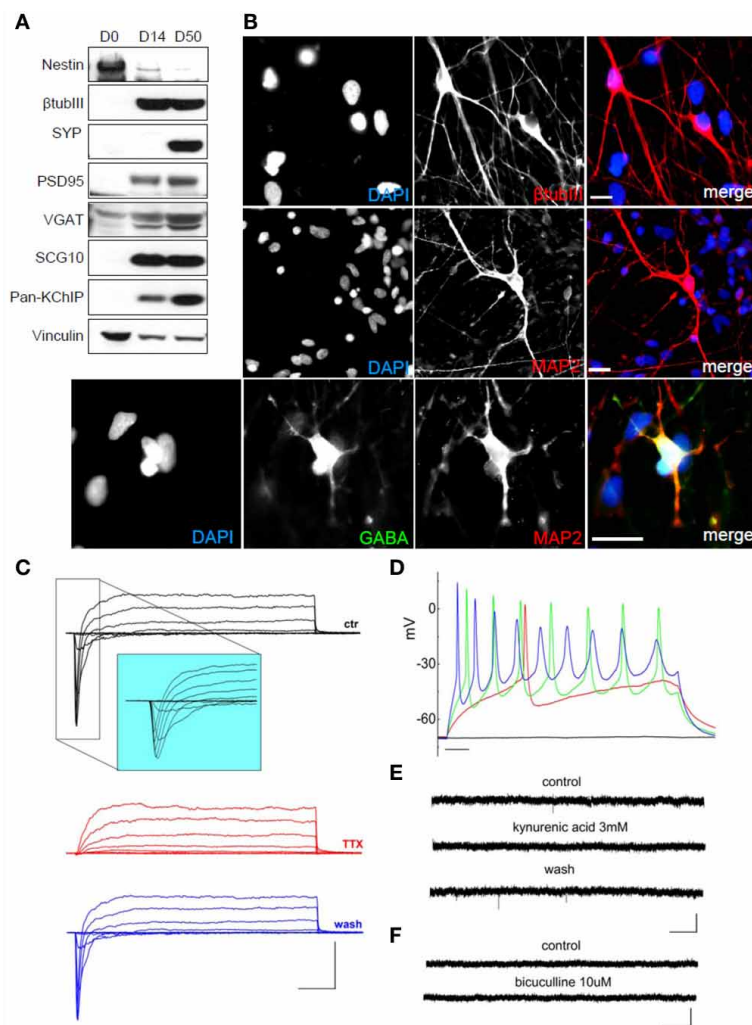 A
D0 D14 D50
Nestin
βtubIII
SYP
PSD95
VGAT
SCG10
Pan-KChIP
Vinculin
B
DAPI
βtubIII
merge
DAPI
MAP2
merge
DAPI
GABA
MAP2
merge
C
ctr
TTX
wash
D
mV
0
-30
-60
E
control
kynurenic acid 3mM
wash
F
control
bicuculline 10uM